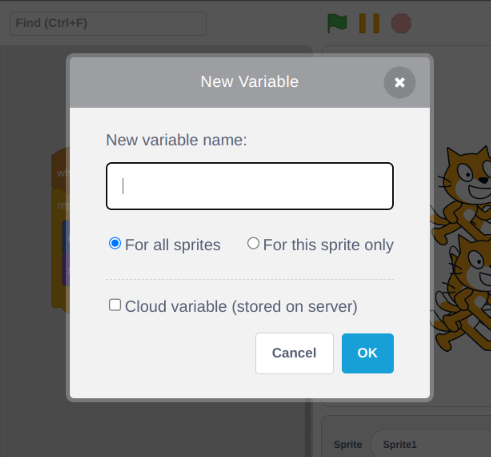 Find (Ctrl+F)
New Variable
New variable name:
For all sprites
For this sprite only
Cloud variable (stored on server)
Cancel
OK
Sprite
Sprite1